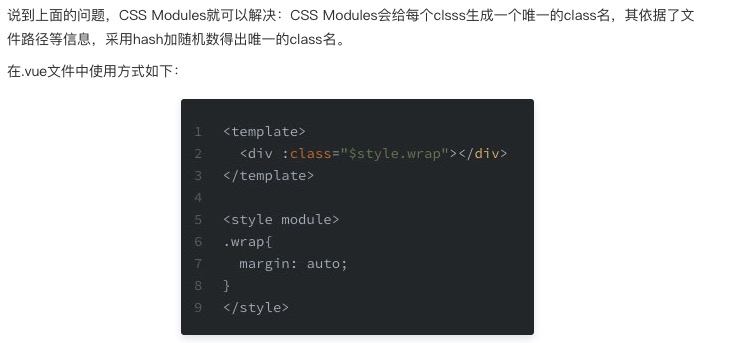 说到上面的问题，CSS Modules就可以解决：CSS Modules会给每个clsss生成一个唯一的class名，其依据了文
件路径等信息，采用hash加随机数得出唯一的class名。
在.vue文件中使用方式如下：
1 <template>
2   <div :class="$style.wrap"></div>
3 </template>
4
5 <style module>
6 .wrap{
7   margin: auto;
8 }
9 </style>